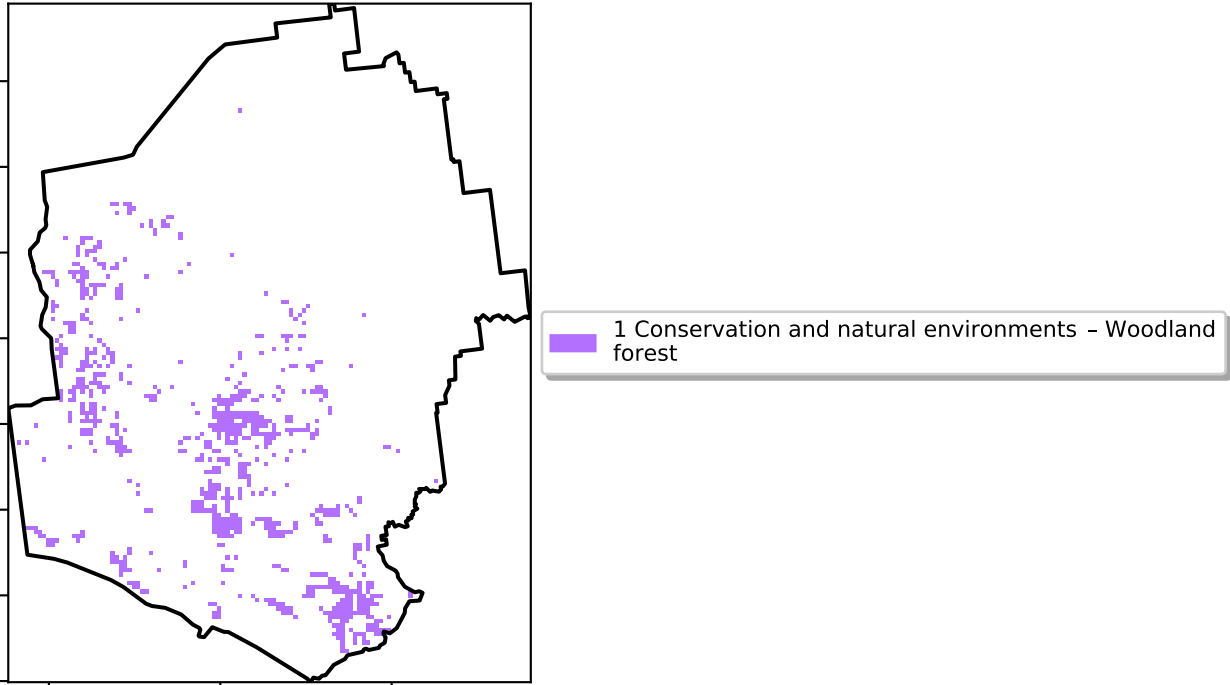 1 Conservation and natural environments – Woodland
forest